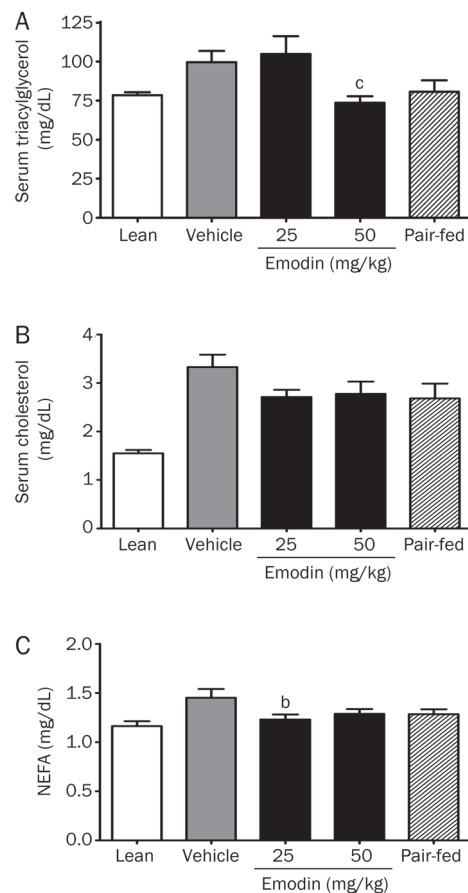 A
Serum triacylglycerol
(mg/dL)
125
100
75
50
25
0
c
Lean Vehicle 25 50 Pair-fed
Emodin (mg/kg)
B
Serum cholesterol
(mg/dL)
4
3
2
1
0
Lean Vehicle 25 50 Pair-fed
Emodin (mg/kg)
C
NEFA (mg/dL)
2.0
1.5
1.0
0.5
0.0
b
Lean Vehicle 25 50 Pair-fed
Emodin (mg/kg)